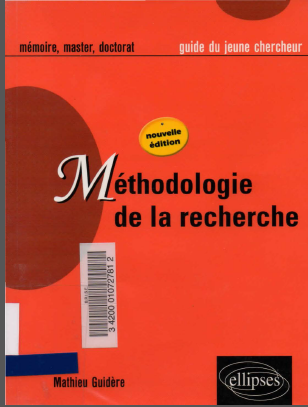 mémoire, master, doctorat guide du jeune chercheur
nouvelle
édition
Méthodologie
de la recherche
3 4200 01072781 2
Mathieu Guidère
ellipses